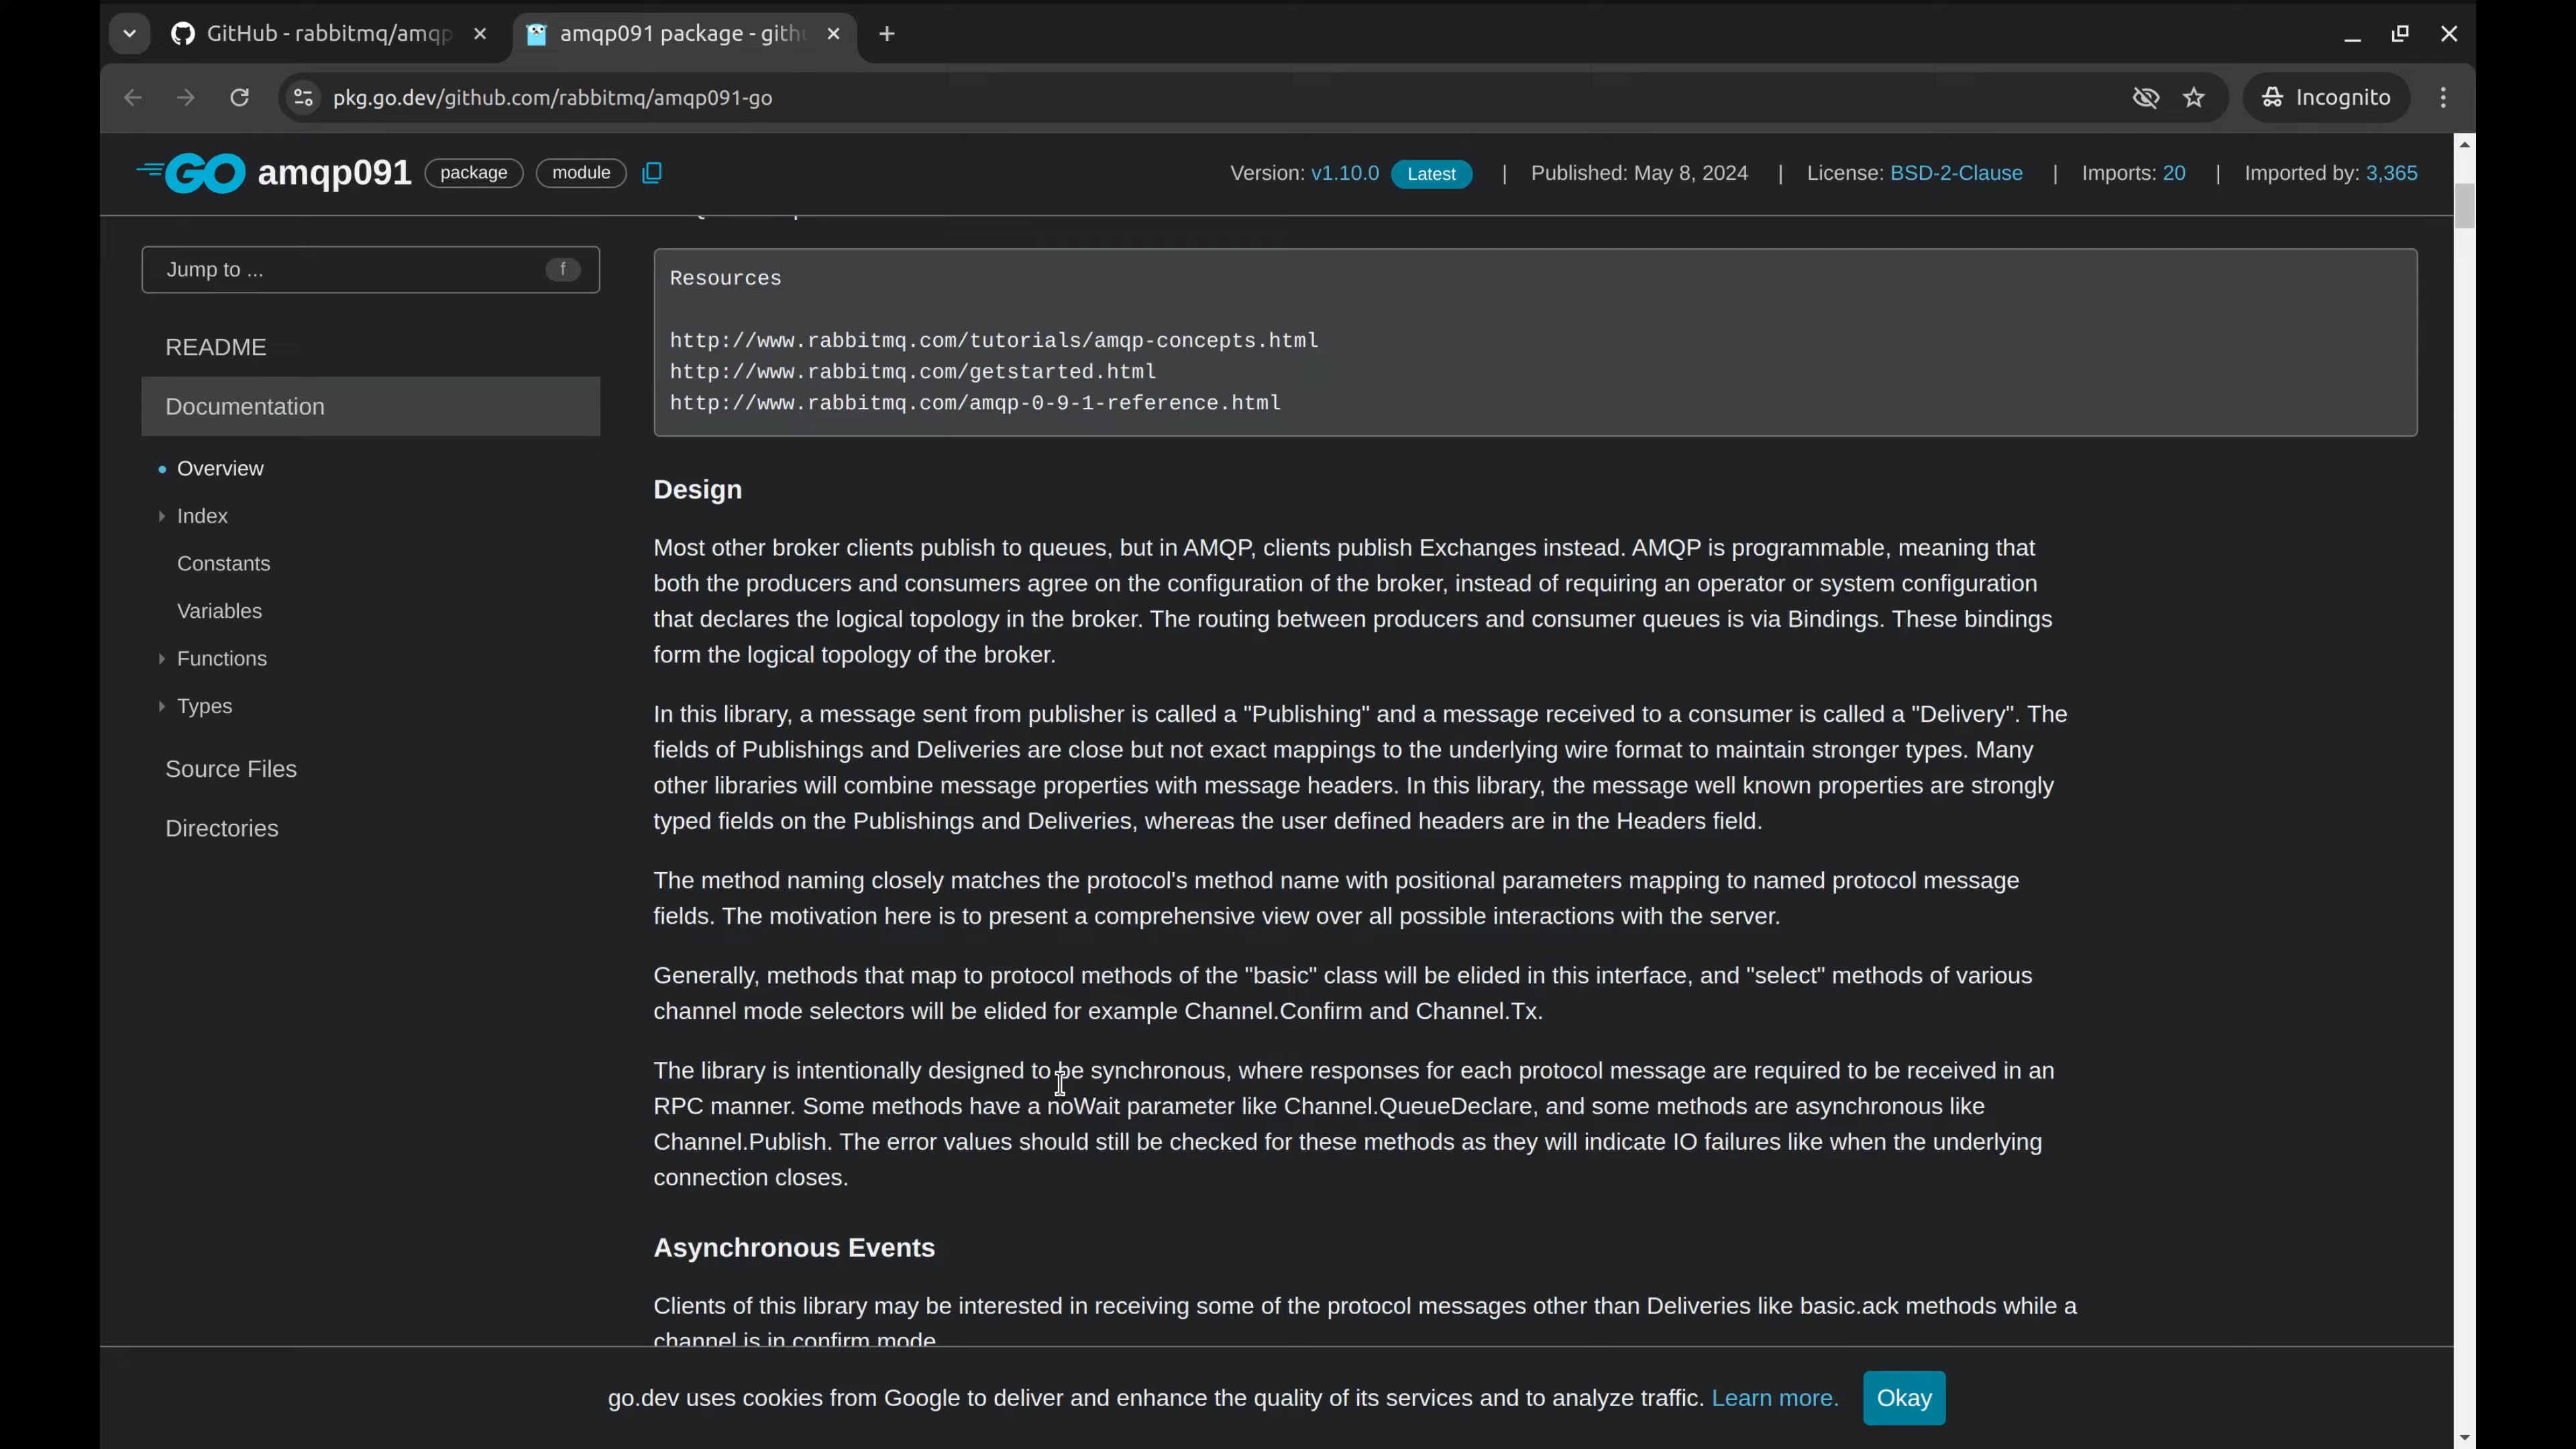 GitHub - rabbitmq/amqp
amqp091 package - gith
pkg.go.dev/github.com/rabbitmq/amqp091-go
Incognito
GO amqp091 package module
Version: v1.10.0 Latest | Published: May 8, 2024 | License: BSD-2-Clause | Imports: 20 | Imported by: 3,365
Jump to ... f
README
Documentation
Overview
Index
Constants
Variables
Functions
Types
Source Files
Directories
Resources
http://www.rabbitmq.com/tutorials/amqp-concepts.html
http://www.rabbitmq.com/getstarted.html
http://www.rabbitmq.com/amqp-0-9-1-reference.html
Design
Most other broker clients publish to queues, but in AMQP, clients publish Exchanges instead. AMQP is programmable, meaning that
both the producers and consumers agree on the configuration of the broker, instead of requiring an operator or system configuration
that declares the logical topology in the broker. The routing between producers and consumer queues is via Bindings. These bindings
form the logical topology of the broker.
In this library, a message sent from publisher is called a "Publishing" and a message received to a consumer is called a "Delivery". The
fields of Publishings and Deliveries are close but not exact mappings to the underlying wire format to maintain stronger types. Many
other libraries will combine message properties with message headers. In this library, the message well known properties are strongly
typed fields on the Publishings and Deliveries, whereas the user defined headers are in the Headers field.
The method naming closely matches the protocol's method name with positional parameters mapping to named protocol message
fields. The motivation here is to present a comprehensive view over all possible interactions with the server.
Generally, methods that map to protocol methods of the "basic" class will be elided in this interface, and "select" methods of various
channel mode selectors will be elided for example Channel.Confirm and Channel.Tx.
The library is intentionally designed to be synchronous, where responses for each protocol message are required to be received in an
RPC manner. Some methods have a noWait parameter like Channel.QueueDeclare, and some methods are asynchronous like
Channel.Publish. The error values should still be checked for these methods as they will indicate IO failures like when the underlying
connection closes.
Asynchronous Events
Clients of this library may be interested in receiving some of the protocol messages other than Deliveries like basic.ack methods while a
channel is in confirm mode
go.dev uses cookies from Google to deliver and enhance the quality of its services and to analyze traffic. Learn more. Okay